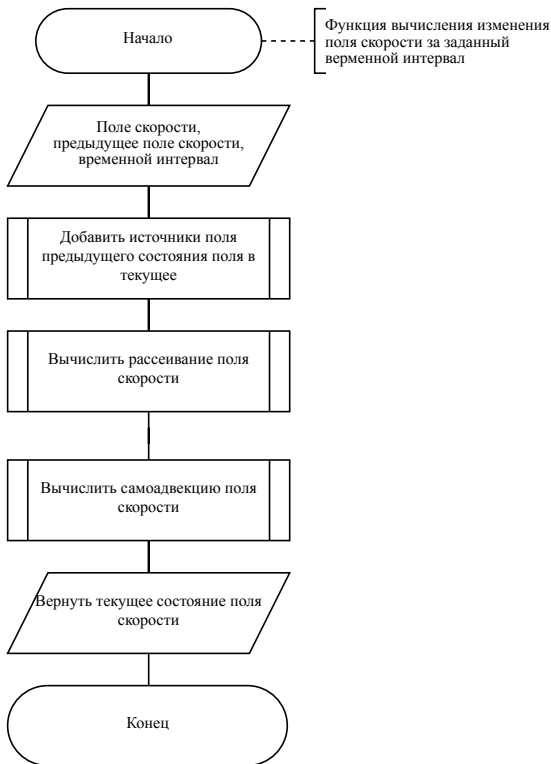 Начало
Функция вычисления изменения
поля скорости за заданный
верменной интервал
Поле скорости,
предыдущее поле скорости,
временной интервал
Добавить источники поля
предыдущего состояния поля в
текущее
Вычислить рассеивание поля
скорости
Вычислить самоадвекцию поля
скорости
Вернуть текущее состояние поля
скорости
Конец